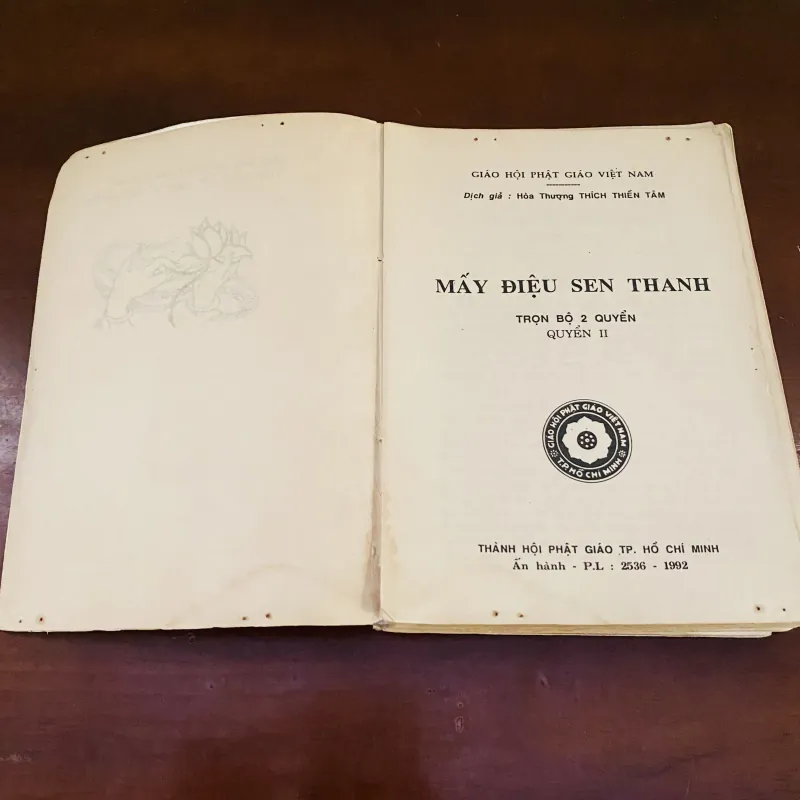 GIÁO HỘI PHẬT GIÁO VIỆT NAM
Dịch giả : Hòa Thượng THÍCH THIỀN TÂM
MẤY ĐIỆU SEN THANH
TRỌN BỘ 2 QUYỂN
QUYỂN II
GIÁO HỘI PHẬT GIÁO VIỆT NAM
T.P. HỒ CHÍ MINH
THÀNH HỘI PHẬT GIÁO TP. HỒ CHÍ MINH
Ấn hành - P.L : 2536 - 1992